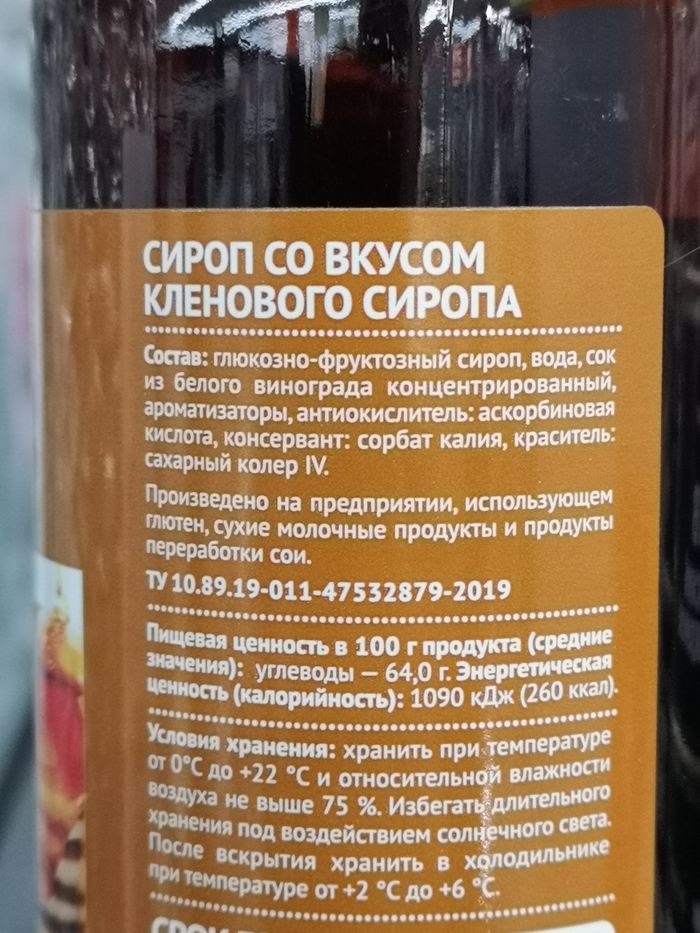 СИРОП СО ВКУСОМ
КЛЕНОВОГО СИРОПА
Состав: глюкозно-фруктозный сироп, вода, сок
из белого винограда концентрированный,
ароматизаторы, антиокислитель: аскорбиновая
кислота, консервант: сорбат калия, краситель:
сахарный колер IV.
Произведено на предприятии, использующем
глютен, сухие молочные продукты и продукты
переработки сои.
ТУ 10.89.19-011-47532879-2019
Пищевая ценность в 100 г продукта (средние
значения): углеводы – 64,0 г. Энергетическая
ценность (калорийность): 1090 кДж (260 ккал).
Условия хранения: хранить при температуре
от 0°С до +22 °С и относительной влажности
воздуха не выше 75 %. Избегать длительного
хранения под воздействием солнечного света.
После вскрытия хранить в холодильнике
при температуре от +2 °С до +6 °С.